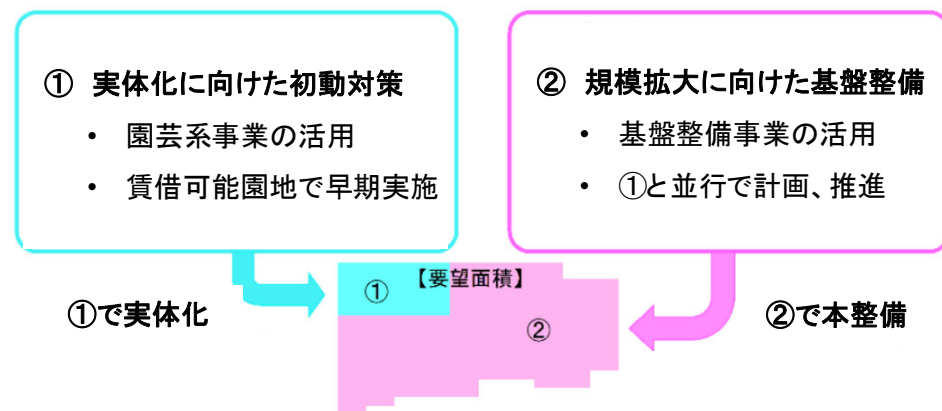 ① 実体化に向けた初動対策
• 園芸系事業の活用
• 賃借可能園地で早期実施
② 規模拡大に向けた基盤整備
• 基盤整備事業の活用
• ①と並行で計画、推進
【要望面積】
①
②
①で実体化
②で本整備